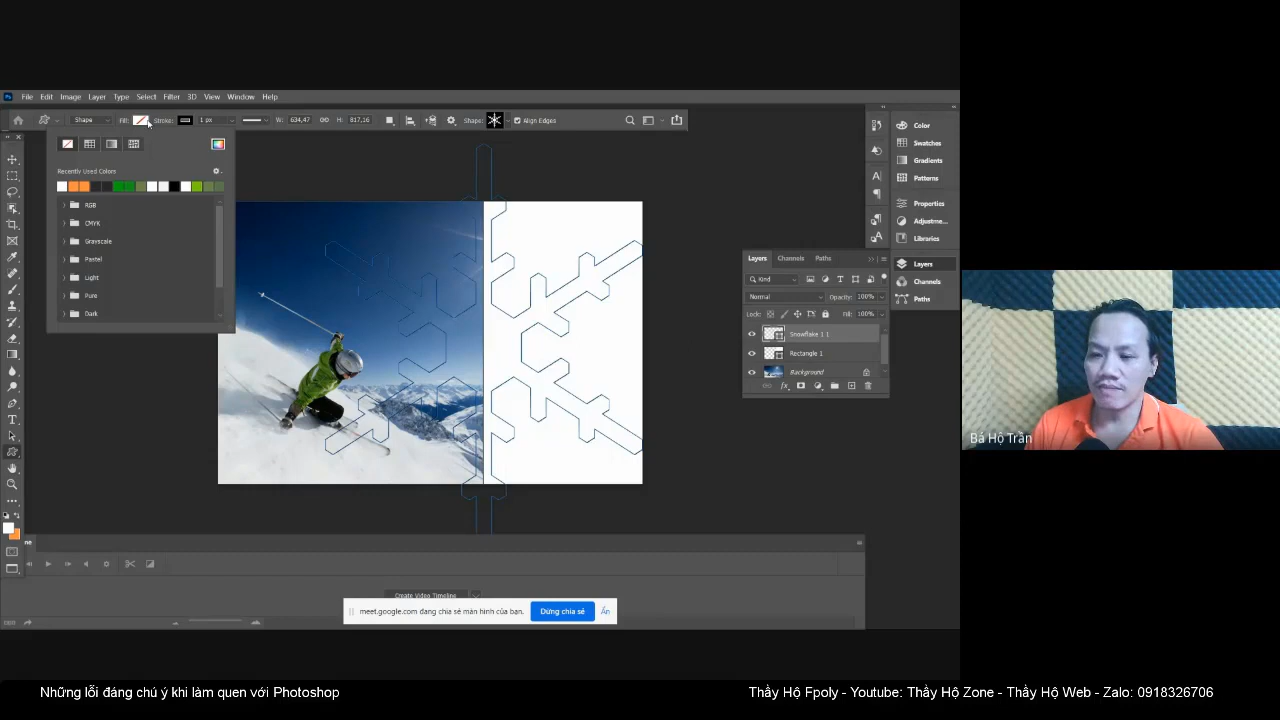 File Edit Image Layer Type Select Filter 3D View Window Help
Shape Fill: Stroke: 1 px W: 634,47 H: 817,16 Shape: Align Edges
Recently Used Colors
RGB
CMYK
Grayscale
Pastel
Light
Pure
Dark
Color
Swatches
Gradients
Patterns
Properties
Adjustme...
Libraries
Layers
Channels
Paths
Layers Channels Paths
Kind
Normal Opacity: 100%
Lock: Fill: 100%
Snowflake 1 1
Rectangle 1
Background
Create Video Timeline
meet.google.com đang chia sẻ màn hình của bạn. Dừng chia sẻ Ẩn
Bá Hộ Trần
Những lỗi đáng chú ý khi làm quen với Photoshop
Thầy Hộ Fpoly - Youtube: Thầy Hộ Zone - Thầy Hộ Web - Zalo: 0918326706